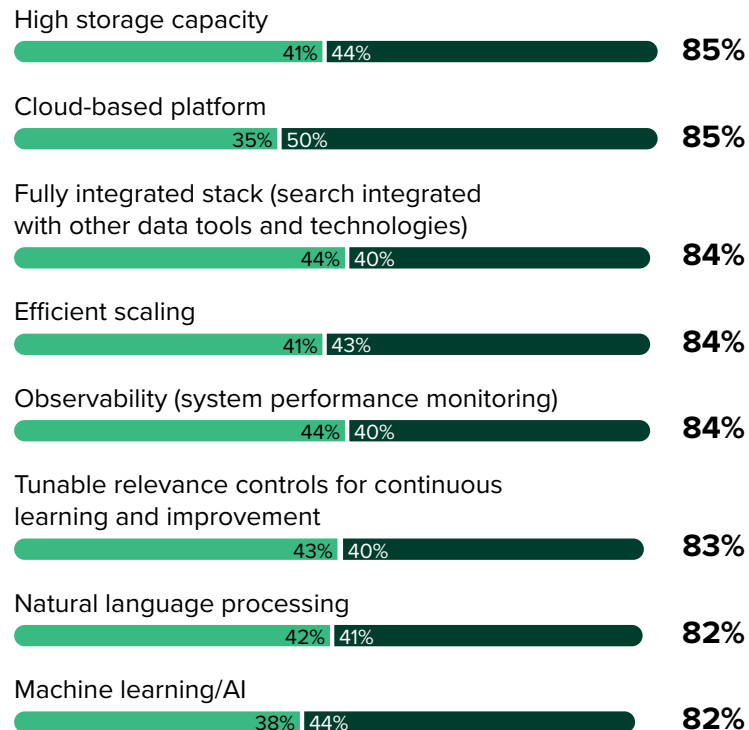 High storage capacity
41% 44% 85%
Cloud-based platform
35% 50% 85%
Fully integrated stack (search integrated
with other data tools and technologies)
44% 40% 84%
Efficient scaling
41% 43% 84%
Observability (system performance monitoring)
44% 40% 84%
Tunable relevance controls for continuous
learning and improvement
43% 40% 83%
Natural language processing
42% 41% 82%
Machine learning/AI
38% 44% 82%